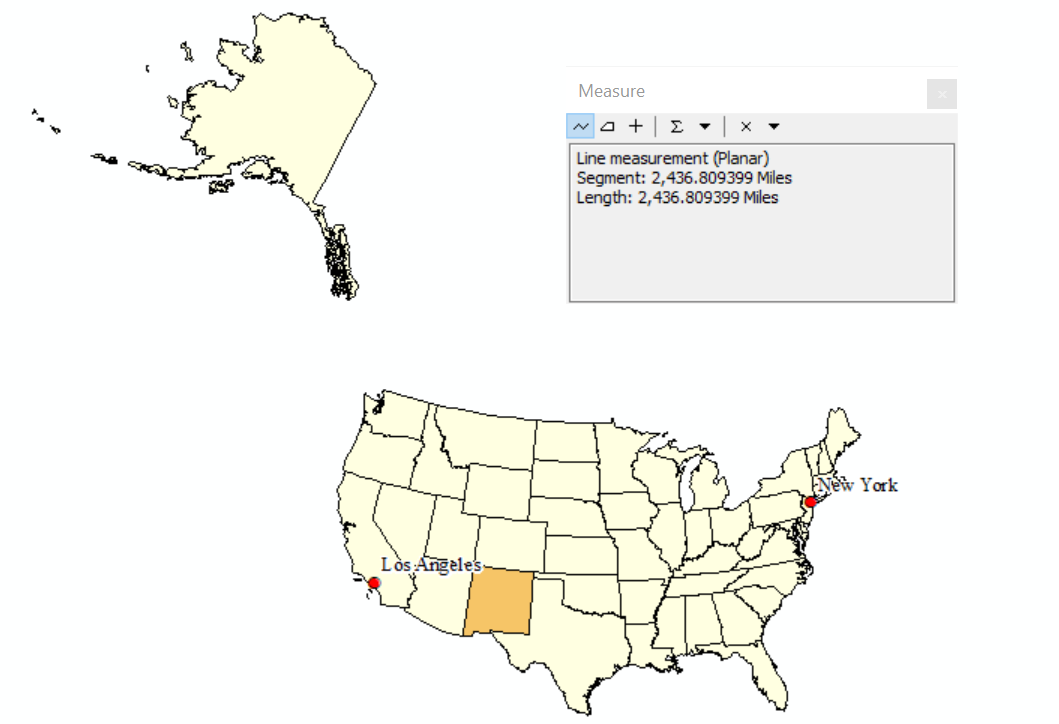 Measure
Line measurement (Planar)
Segment: 2,436.809399 Miles
Length: 2,436.809399 Miles
New York
Los Angeles